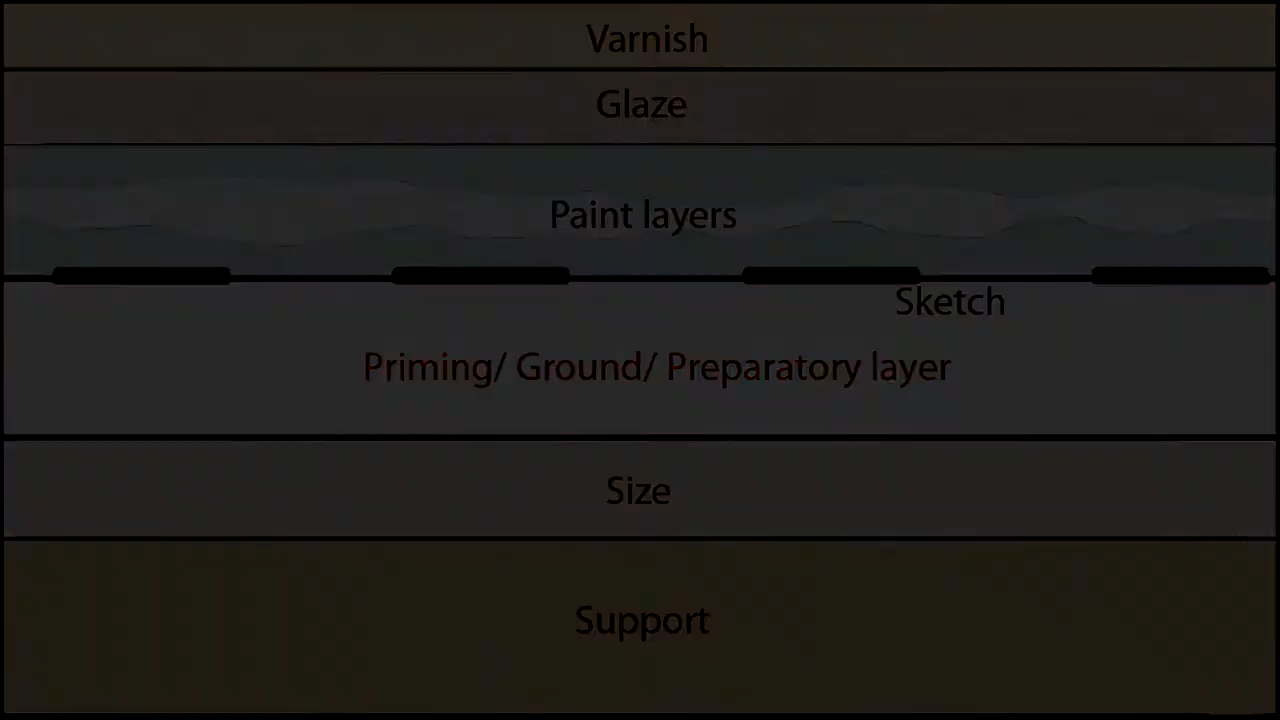 Varnish
Glaze
Paint layers
Sketch
Priming/ Ground/ Preparatory layer
Size
Support